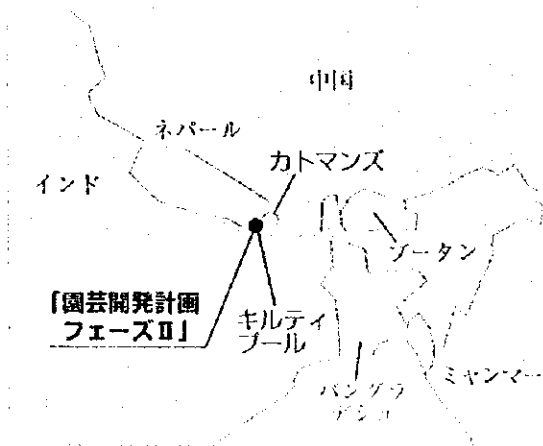 中国
ネパール
カトマンズ
インド
ブータン
「園芸開発計画
フェーズⅡ」
キルティ
プール
バングラ
デシュ
ミャンマー